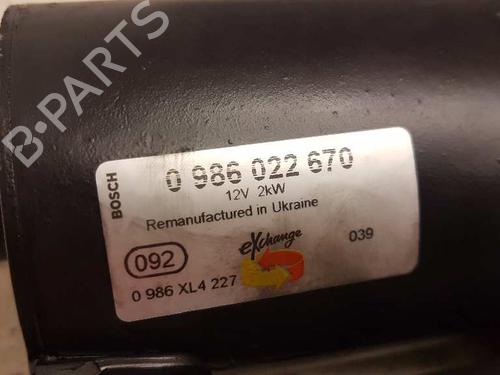 B-PARTS
BOSCH
0 986 022 670
12V 2kW
Remanufactured in Ukraine
eXchange
039
092
0 986 XL4 227